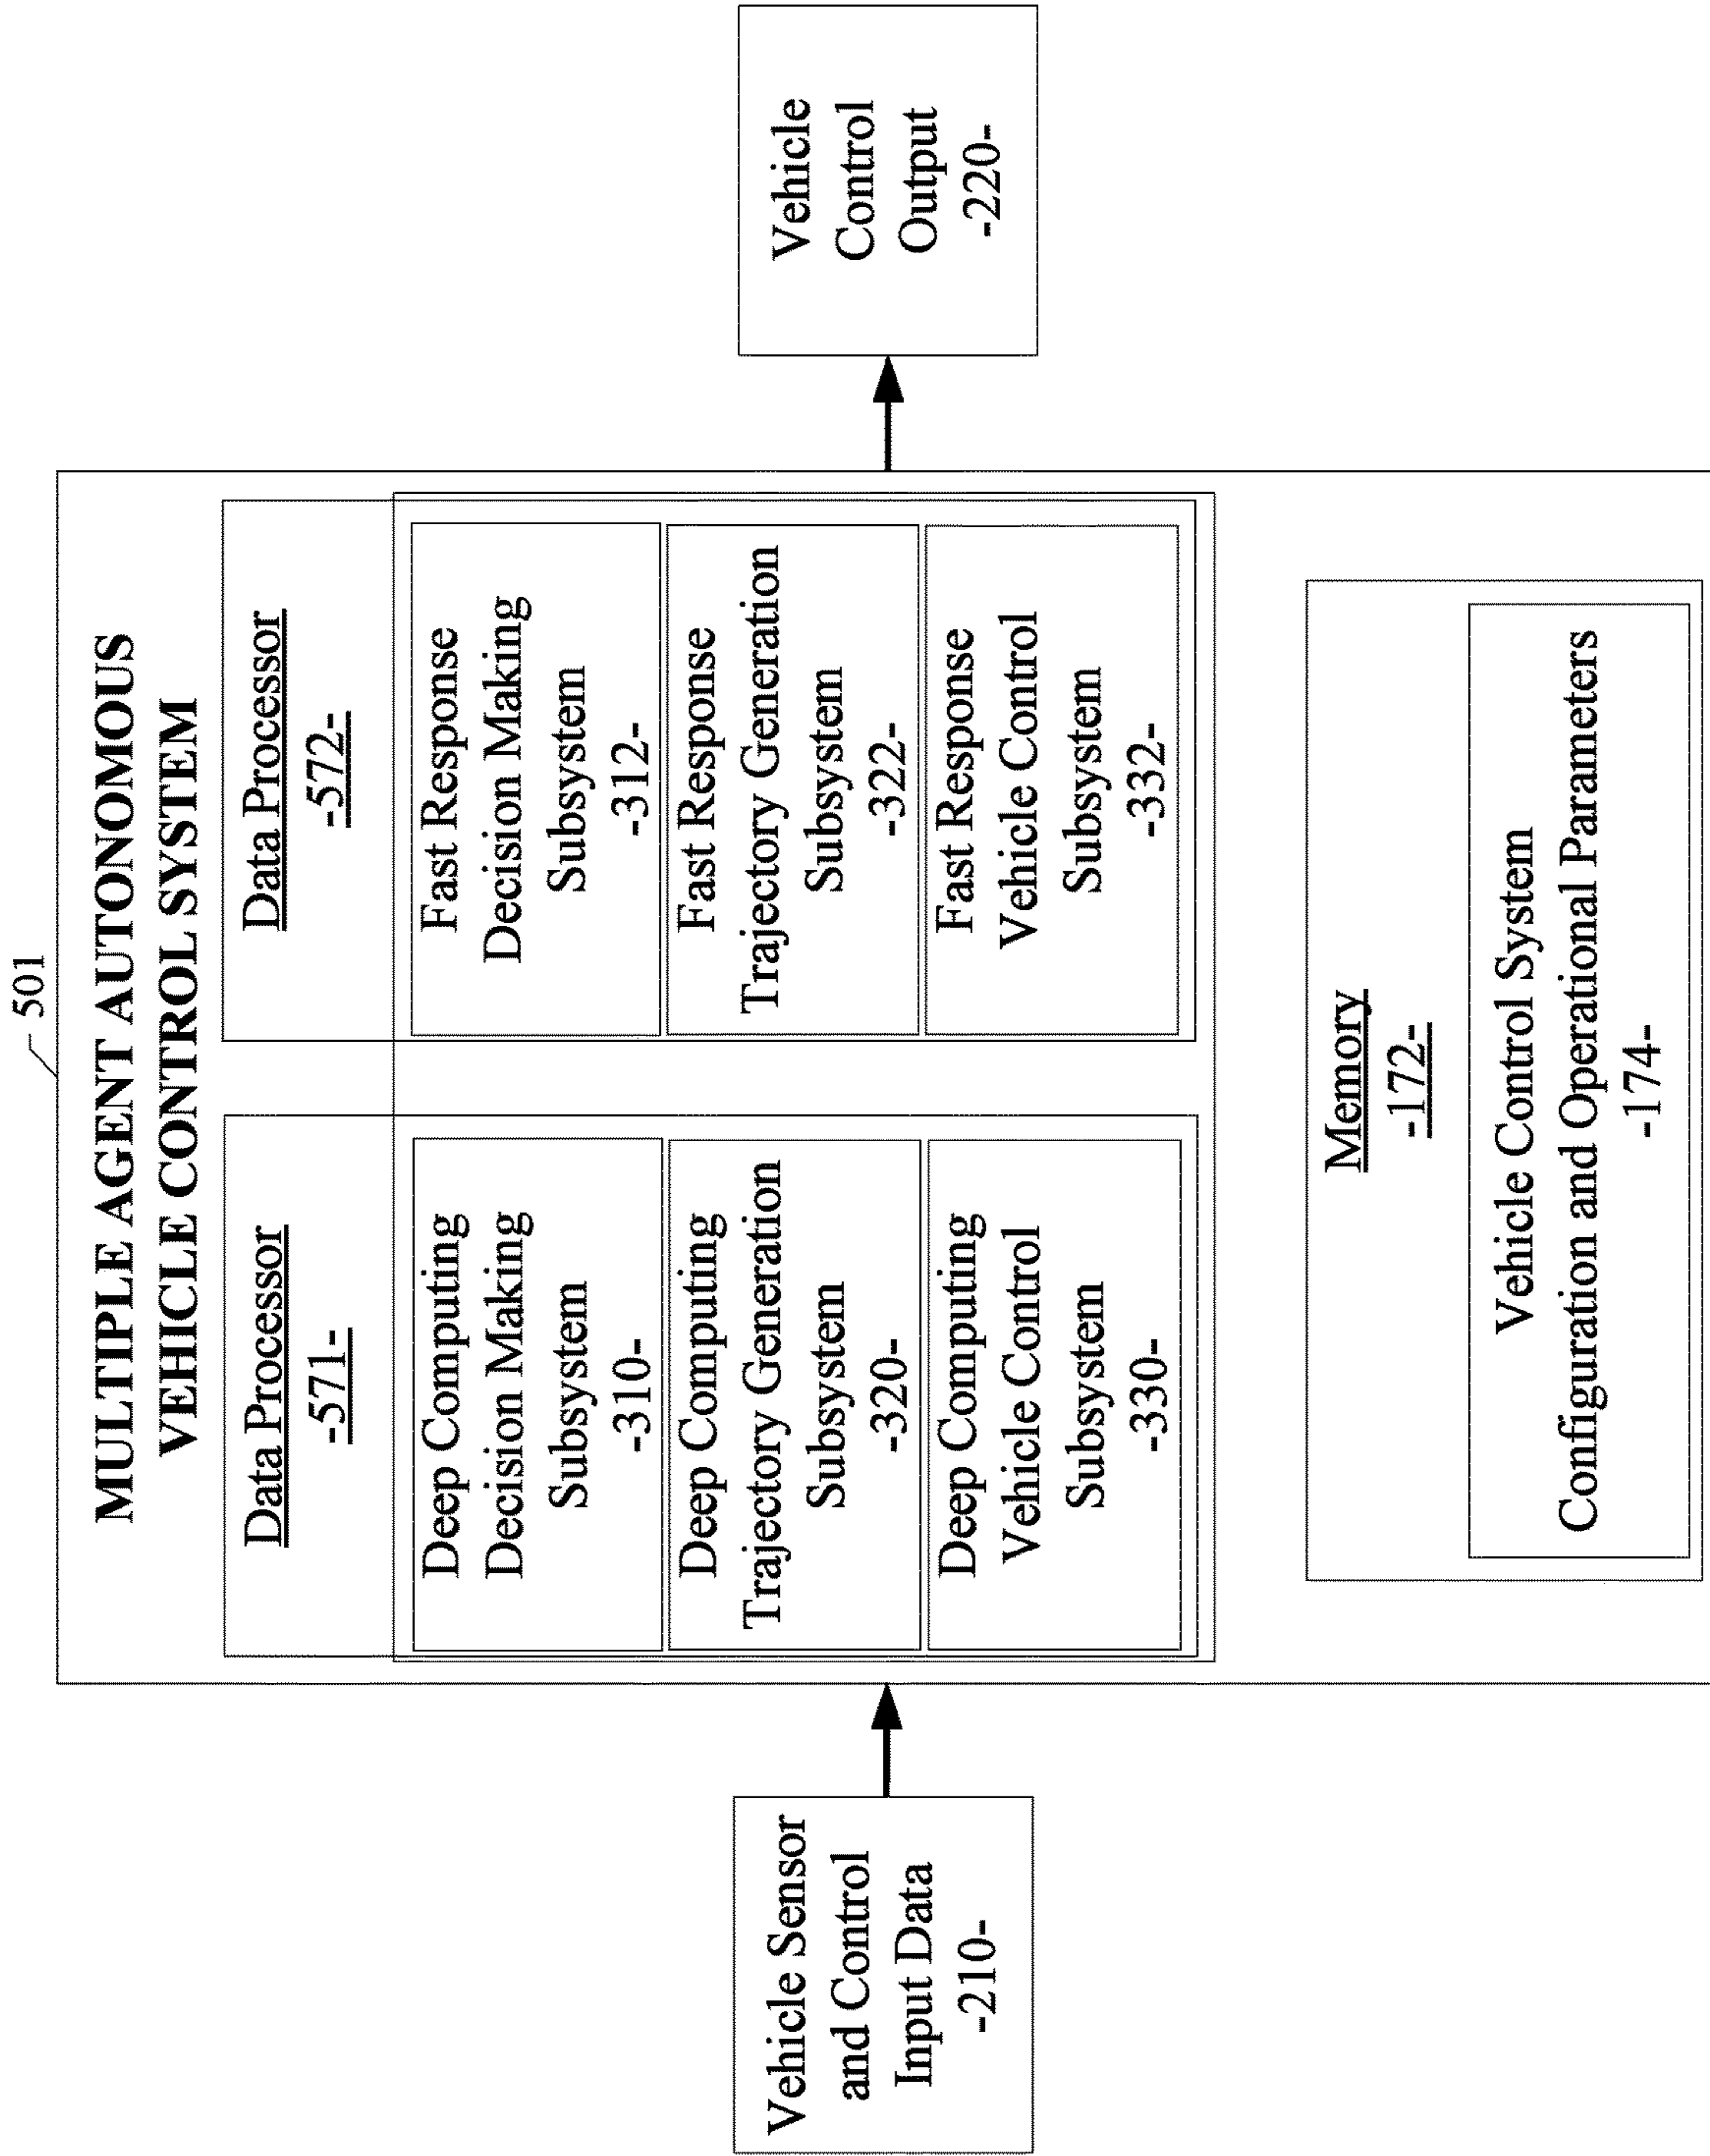 501
MULTIPLE AGENT AUTONOMOUS
VEHICLE CONTROL SYSTEM
Data Processor
-571-
Deep Computing
Decision Making
Subsystem
-310-
Deep Computing
Trajectory Generation
Subsystem
-320-
Deep Computing
Vehicle Control
Subsystem
-330-
Data Processor
-572-
Fast Response
Decision Making
Subsystem
-312-
Fast Response
Trajectory Generation
Subsystem
-322-
Fast Response
Vehicle Control
Subsystem
-332-
Memory
-172-
Vehicle Control System
Configuration and Operational Parameters
-174-
Vehicle Sensor
and Control
Input Data
-210-
Vehicle
Control
Output
-220-